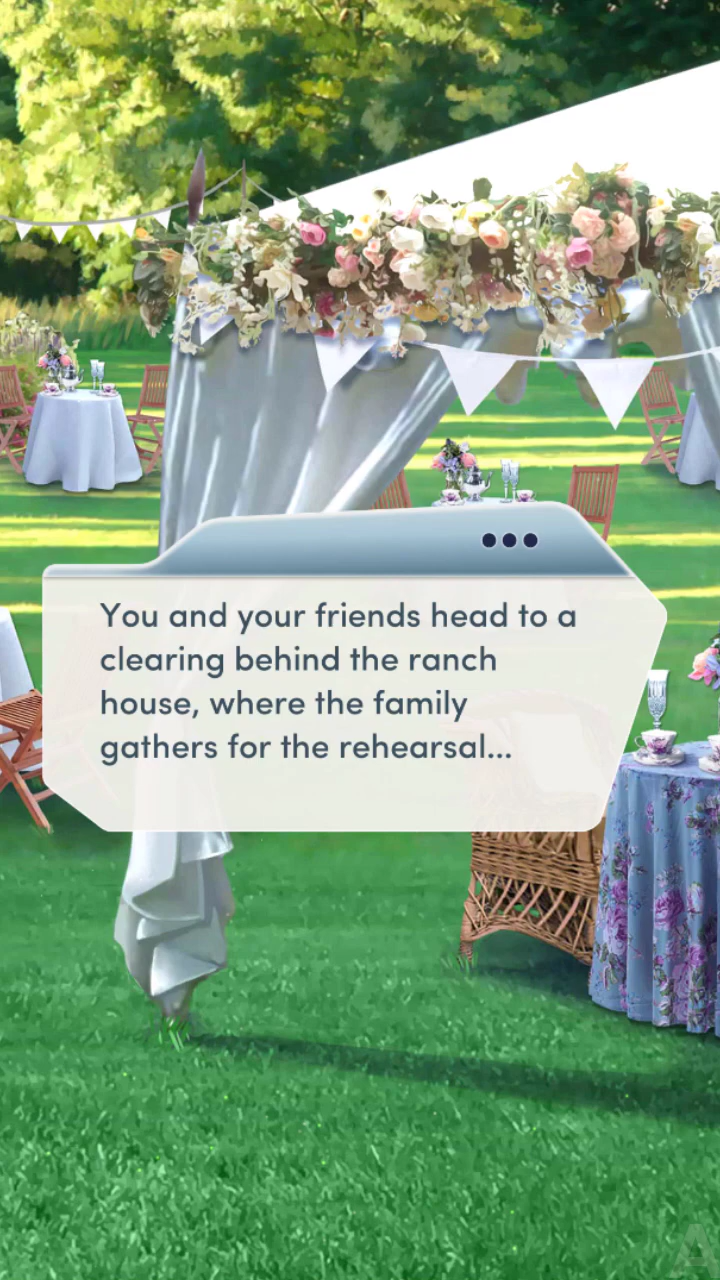 You and your friends head to a
clearing behind the ranch
house, where the family
gathers for the rehearsal...